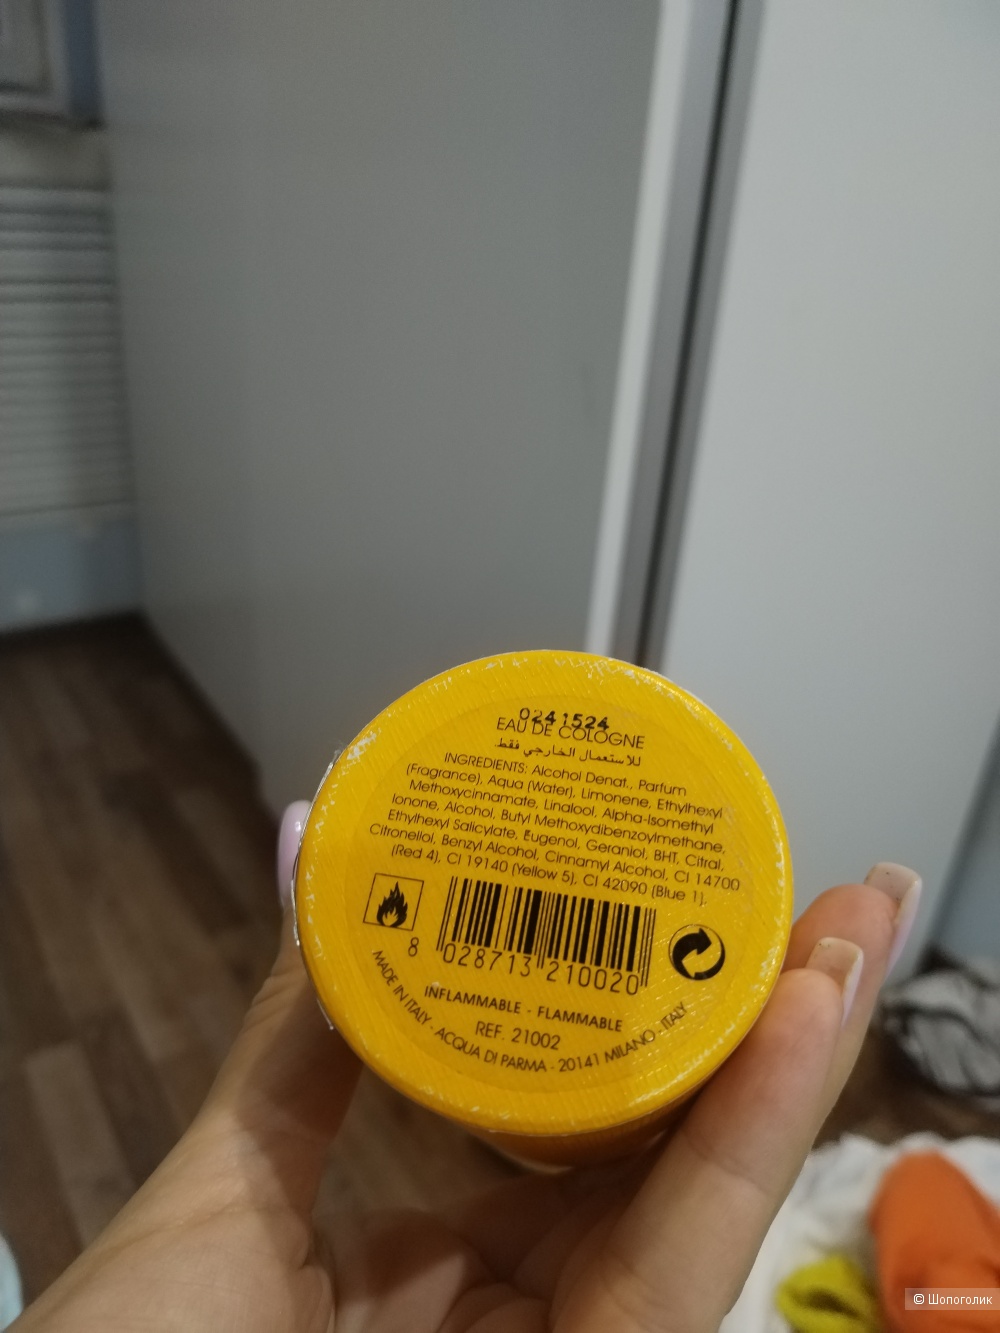 0241524
EAU DE COLOGNE
للاستعمال الخارجي فقط
INGREDIENTS: Alcohol Denat., Parfum
(Fragrance), Aqua (Water), Limonene, Ethylhexyl
Methoxycinnamate, Linalool, Alpha-Isomethyl
Ionone, Alcohol, Butyl Methoxydibenzoylmethane,
Ethylhexyl Salicylate, Eugenol, Geraniol, BHT, Citral,
Citronellol, Benzyl Alcohol, Cinnamyl Alcohol, CI 14700
(Red 4), CI 19140 (Yellow 5), CI 42090 (Blue 1).
8 028713 210020
INFLAMMABLE - FLAMMABLE
REF. 21002
MADE IN ITALY - ACQUA DI PARMA - 20141 MILANO - ITALY
© Шопоголик